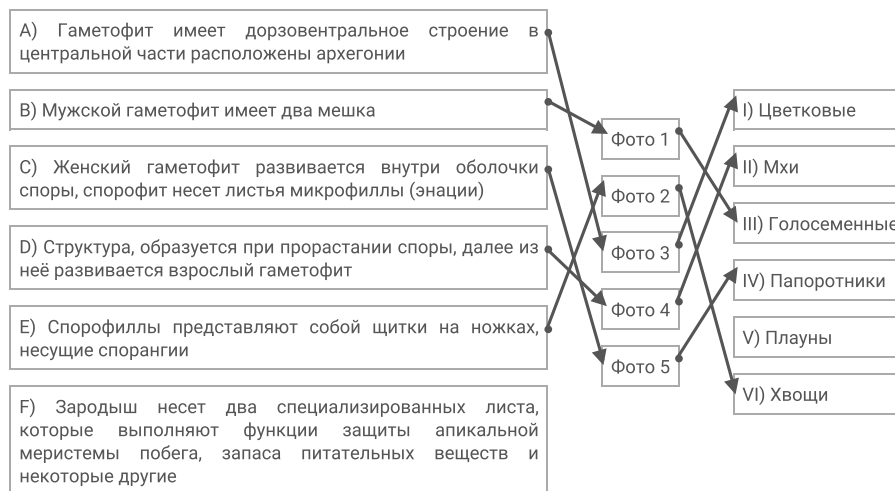 А) Гаметофит имеет дорзовентральное строение в
центральной части расположены архегонии
B) Мужской гаметофит имеет два мешка
C) Женский гаметофит развивается внутри оболочки
споры, спорофит несет листья микрофиллы (энации)
D) Структура, образуется при прорастании споры, далее из
неё развивается взрослый гаметофит
E) Спорофиллы представляют собой щитки на ножках,
несущие спорангии
F) Зародыш несет два специализированных листа,
которые выполняют функции защиты апикальной
меристемы побега, запаса питательных веществ и
некоторые другие
Фото 1
Фото 2
Фото 3
Фото 4
Фото 5
I) Цветковые
II) Мхи
III) Голосеменные
IV) Папоротники
V) Плауны
VI) Хвощи